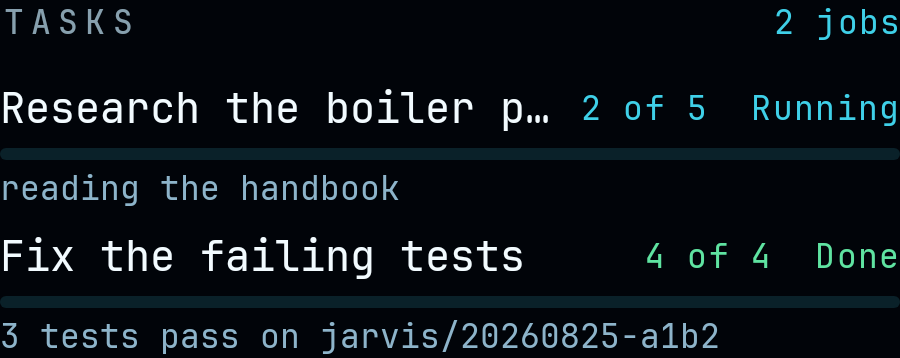 TASKS 2 jobs
Research the boiler p… 2 of 5 Running
reading the handbook
Fix the failing tests 4 of 4 Done
3 tests pass on jarvis/20260825-a1b2